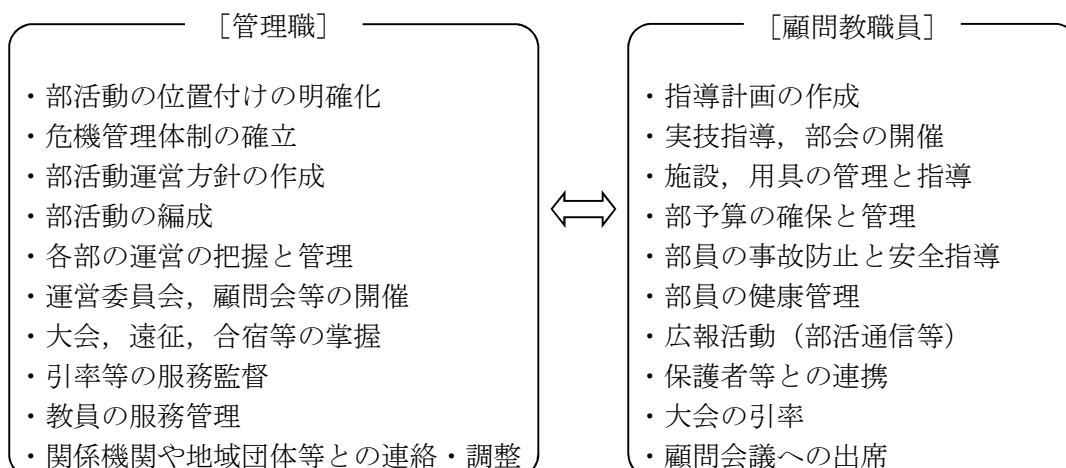 ［管理職］
・部活動の位置付けの明確化
・危機管理体制の確立
・部活動運営方針の作成
・部活動の編成
・各部の運営の把握と管理
・運営委員会，顧問会等の開催
・大会，遠征，合宿等の掌握
・引率等の服務監督
・教員の服務管理
・関係機関や地域団体等との連絡・調整
［顧問教職員］
・指導計画の作成
・実技指導，部会の開催
・施設，用具の管理と指導
・部予算の確保と管理
・部員の事故防止と安全指導
・部員の健康管理
・広報活動（部活通信等）
・保護者等との連携
・大会の引率
・顧問会議への出席